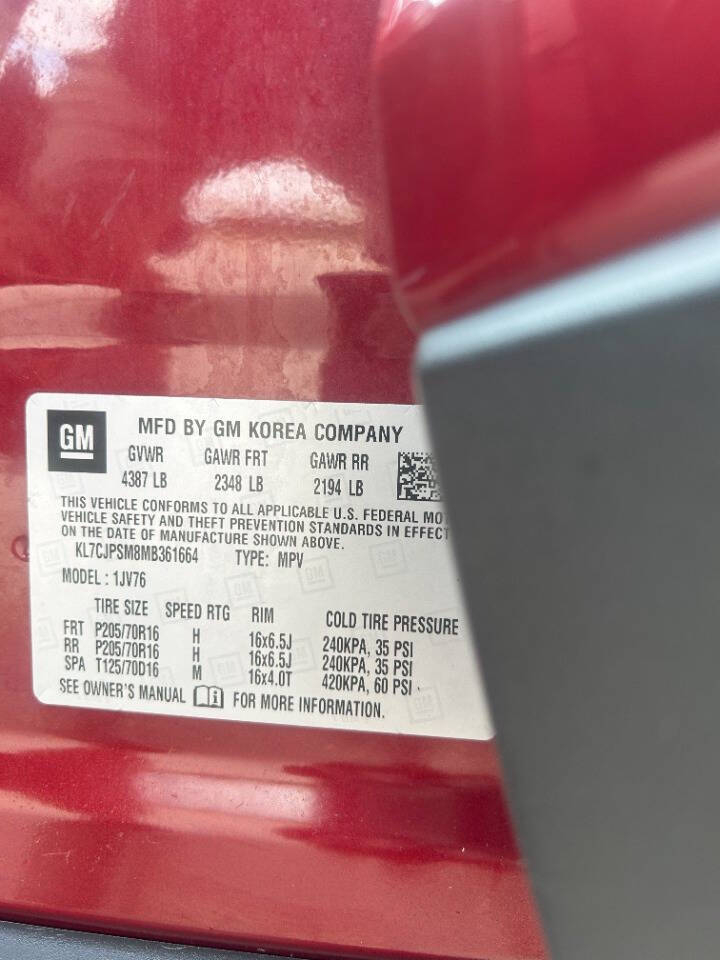 GM
MFD BY GM KOREA COMPANY
GVWR GAWR FRT GAWR RR
4387 LB 2348 LB 2194 LB
THIS VEHICLE CONFORMS TO ALL APPLICABLE U.S. FEDERAL
VEHICLE SAFETY AND THEFT PREVENTION STANDARDS IN EFFECT
ON THE DATE OF MANUFACTURE SHOWN ABOVE.
KL7CJPSM8MB361664 TYPE: MPV
MODEL : 1JV76
TIRE SIZE SPEED RTG RIM COLD TIRE PRESSURE
FRT P205/70R16 H 16x6.5J 240KPA, 35 PSI
RR P205/70R16 H 16x6.5J 240KPA, 35 PSI
SPA T125/70D16 M 16x4.0T 420KPA, 60 PSI
SEE OWNER'S MANUAL FOR MORE INFORMATION.